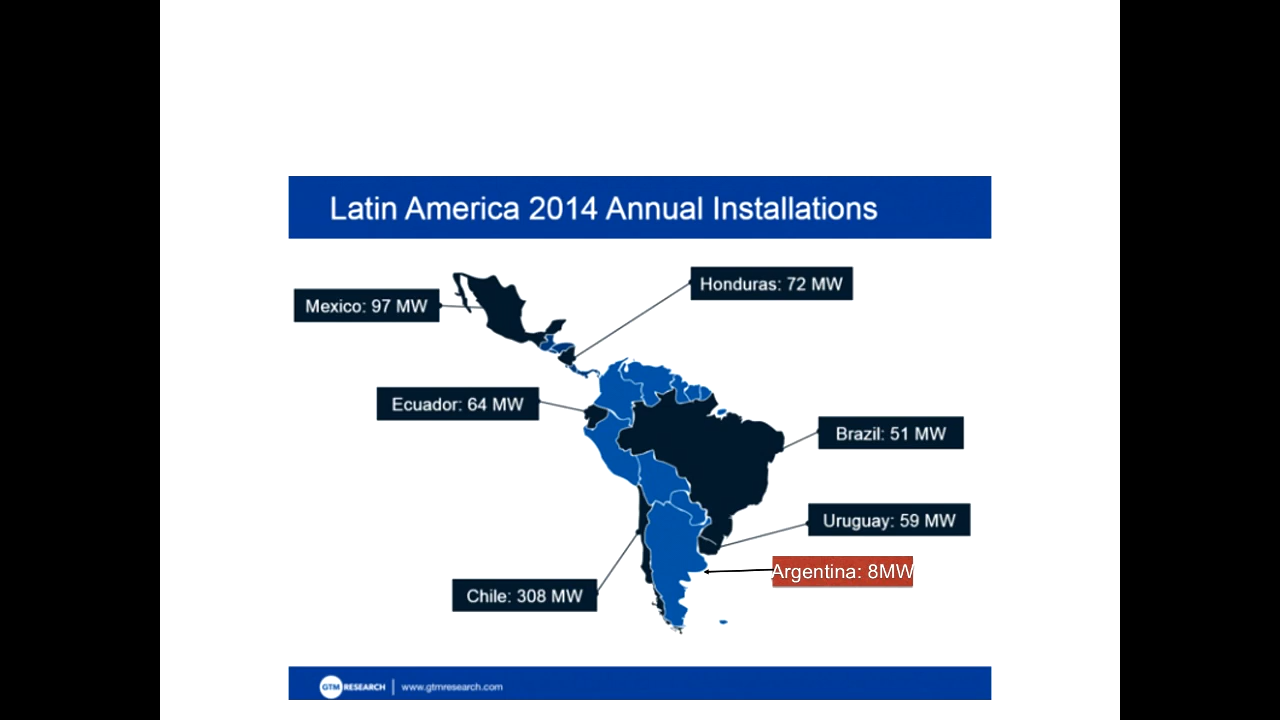 Latin America 2014 Annual Installations
Honduras: 72 MW
Mexico: 97 MW
Ecuador: 64 MW
Brazil: 51 MW
Uruguay: 59 MW
Argentina: 8MW
Chile: 308 MW
GTM RESEARCH | www.gtmresearch.com